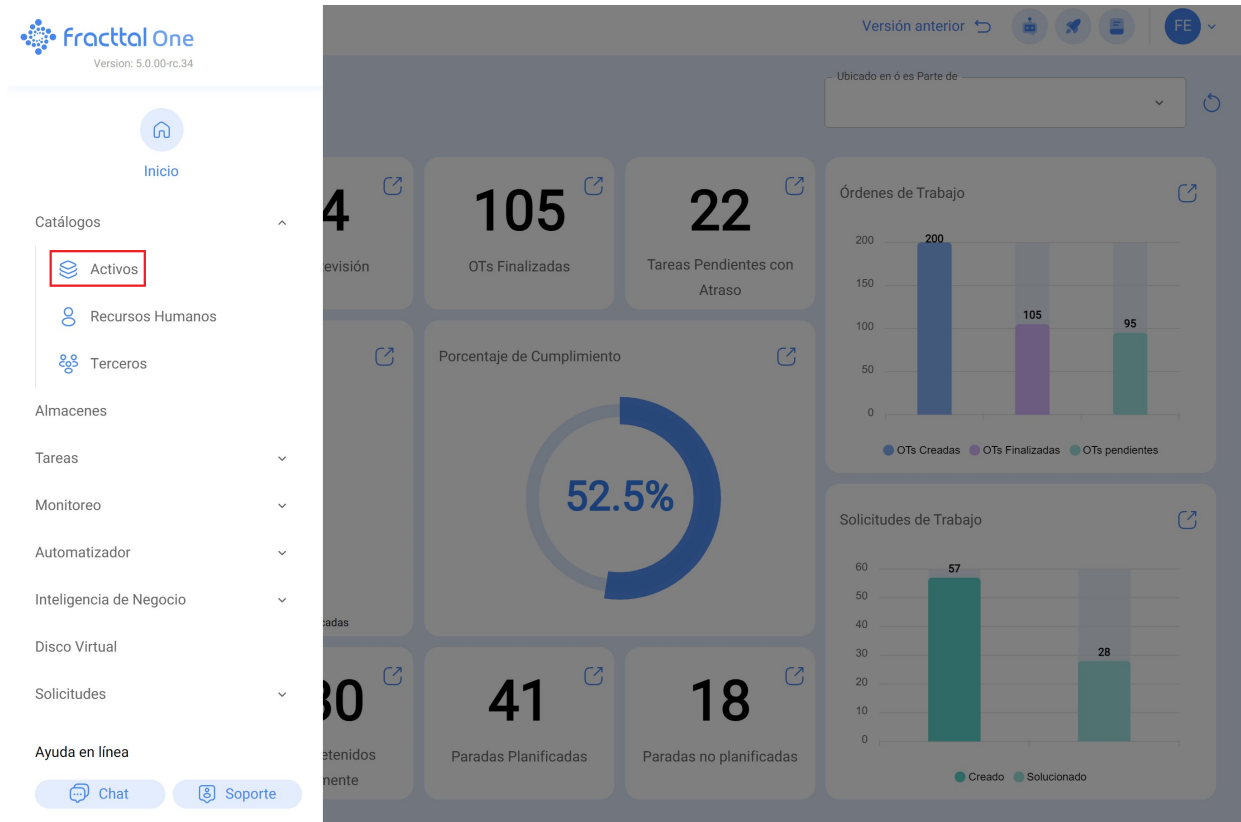 fracttal One
Version: 5.0.00-rc.34
Inicio
Catálogos
Activos
Recursos Humanos
Terceros
Almacenes
Tareas
Monitoreo
Automatizador
Inteligencia de Negocio
Disco Virtual
Solicitudes
Ayuda en línea
Chat
Soporte
Versión anterior
FE
Ubicado en ó es Parte de
4
evisión
105
OTs Finalizadas
22
Tareas Pendientes con
Atraso
Órdenes de Trabajo
200
150
100
50
0
200
105
95
OTs Creadas
OTs Finalizadas
OTs pendientes
cadas
Porcentaje de Cumplimiento
52.5%
Solicitudes de Trabajo
60
50
40
30
20
10
0
57
28
Creado
Solucionado
30
etenidos
mente
41
Paradas Planificadas
18
Paradas no planificadas